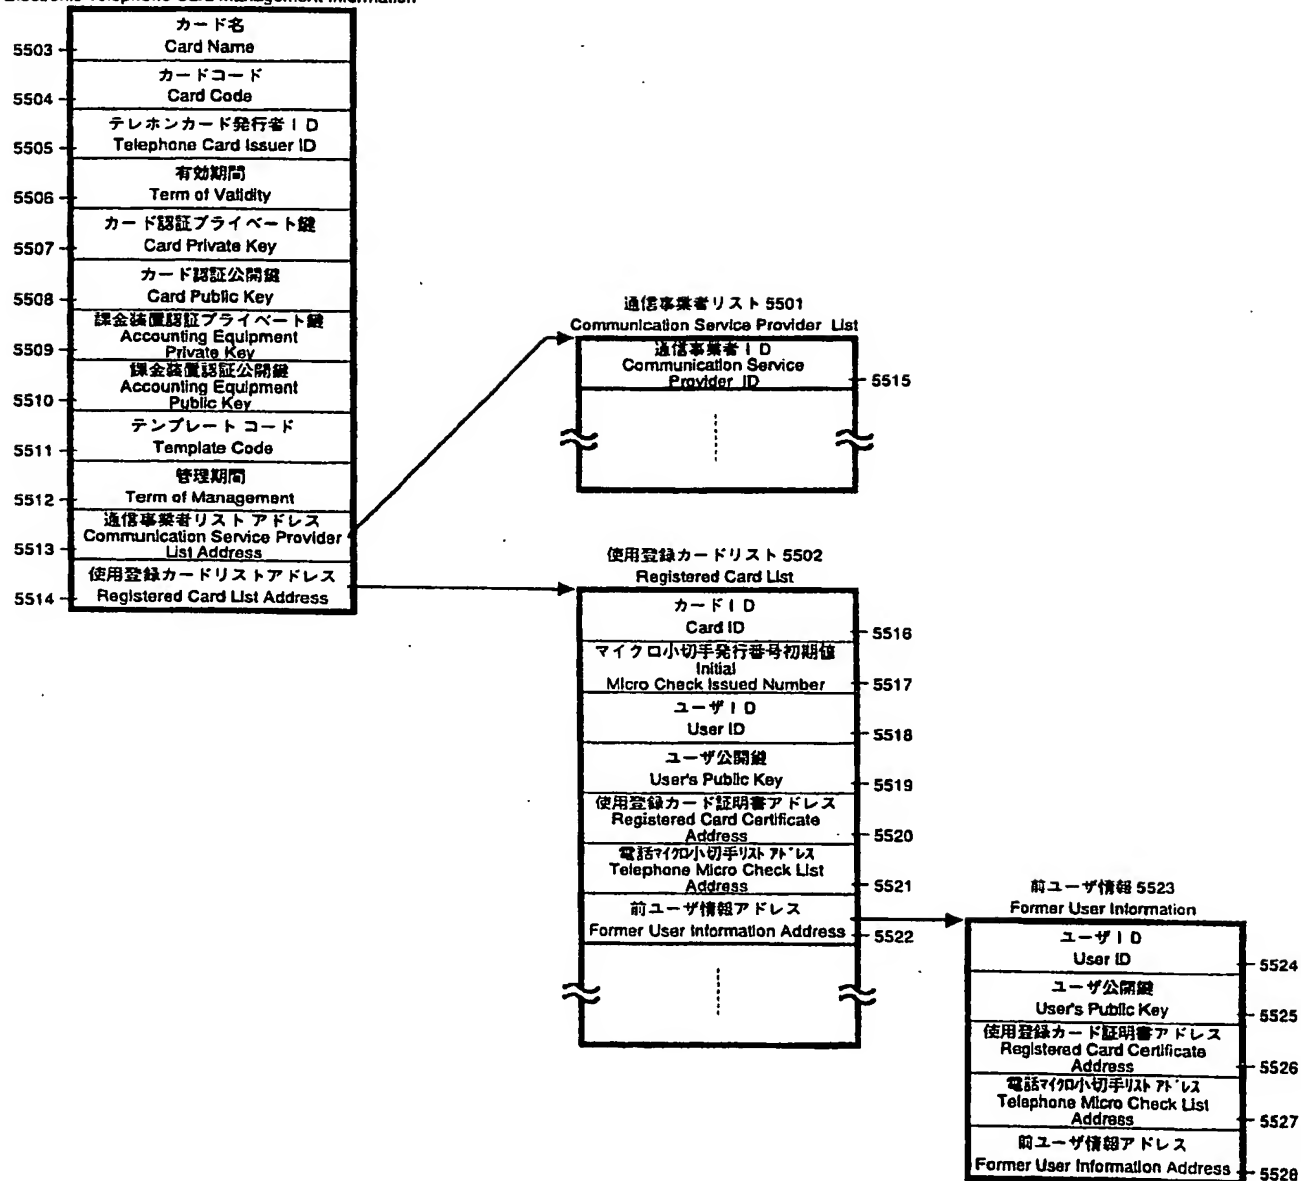 Electronic Telephone Card Management Information
カード名
Card Name
5503
カードコード
Card Code
5504
テレホンカード発行者ID
Telephone Card Issuer ID
5505
有効期間
Term of Validity
5506
カード認証プライベート鍵
Card Private Key
5507
カード認証公開鍵
Card Public Key
5508
課金装置認証プライベート鍵
Accounting Equipment
Private Key
5509
課金装置認証公開鍵
Accounting Equipment
Public Key
5510
テンプレート コード
Template Code
5511
管理期間
Term of Management
5512
通信事業者リスト アドレス
Communication Service Provider
List Address
5513
使用登録カードリストアドレス
Registered Card List Address
5514
通信事業者リスト 5501
Communication Service Provider List
通信事業者ID
Communication Service
Provider ID
5515
使用登録カードリスト 5502
Registered Card List
カードID
Card ID
5516
マイクロ小切手発行番号初期値
Initial
Micro Check Issued Number
5517
ユーザID
User ID
5518
ユーザ公開鍵
User's Public Key
5519
使用登録カード証明書アドレス
Registered Card Certificate
Address
5520
電話マイクロ小切手リスト アドレス
Telephone Micro Check List
Address
5521
前ユーザ情報アドレス
Former User Information Address
5522
前ユーザ情報 5523
Former User Information
ユーザID
User ID
5524
ユーザ公開鍵
User's Public Key
5525
使用登録カード証明書アドレス
Registered Card Certificate
Address
5526
電話マイクロ小切手リスト アドレス
Telephone Micro Check List
Address
5527
前ユーザ情報アドレス
Former User Information Address
5528